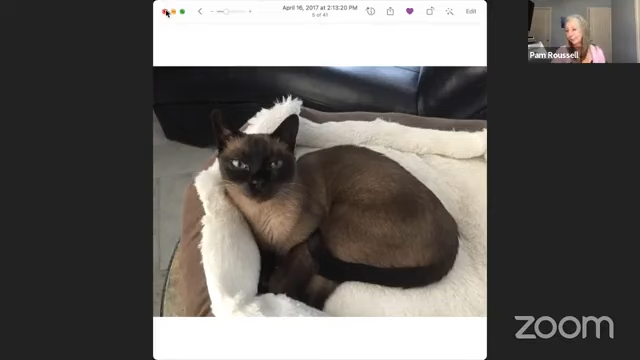 April 16, 2017 at 2:13:20 PM
5 of 41
Edit
Pam Roussell
zoom